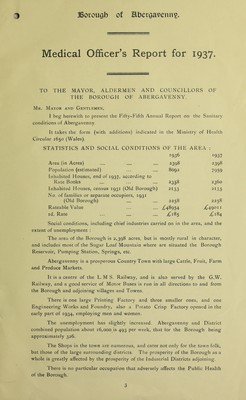 Borough of Abergavenny.
Medical Officer's Report for 1937.
TO THE MAYOR, ALDERMEN AND COUNCILLORS OF
THE BOROUGH OF ABERGAVENNY
Mr. Mayor and Gentlemen,
I beg herewith to present the Fifty-Fifth Annual Report on the Sanitary
conditions of Abergavenny
It takes the form (with additions) indicated in the Ministry of Health
Circular 1650 (Wales)
STATISTICS AND SOCIAL CONDITIONS OF THE AREA :
1936 1937
Area (in Acres) ... ... ... 2398 2398
Population (estimated) ... ... 8091
Inhabited Houses, end of 1937, according to
Rate Books ... ... ...
Inhabited Houses, census 1931 (Old Borough) 2133 2133
No. of families or separate occupiers, 1931
(Old Borough) ... ... 2258 2258
Rateable Value ... ...
1d. Rate ... ... ... £183 £184
Social conditions, including chief industries carried on in the area, and the
extent of unemployment :
The area of the Borough is 2,398 acres, but is mostly rural in character,
and includes most of the Sugar Loaf Mountain whom are situated the Borough
Reservoir, Pumping Station, Springs, etc.
Abergavenny is a prosperous Country Town with large Cattle, Fruit, Farm
and Produce Markets.
It is a centre of the L.M.S. Railway, and is also served by the G.W.
Railway, and a good service of Motor Buses is run in all directions to and from
the Borough and adjoining villages and Towns.
There is one large Printing Factory and three smaller ones, and one
Engineering Works and Foundry, also a Potato Crisp Factory opened in the
early part of 1934, employing men and women.
The unemployment has slightly increased. Abergavenny and District
combined population about 18,000 is 493 per week, that for the Borough being
approximately 326.
The Shops in the town are numerous, and cater not only for the town folk,
but those of the large surrounding districts. The prosperity of the Borough as a
whole is greatly affected by the prosperity of the Industrial Districts adjoining.
There is no particular occupation that adversely affects the Public Health
of the Borough.
3